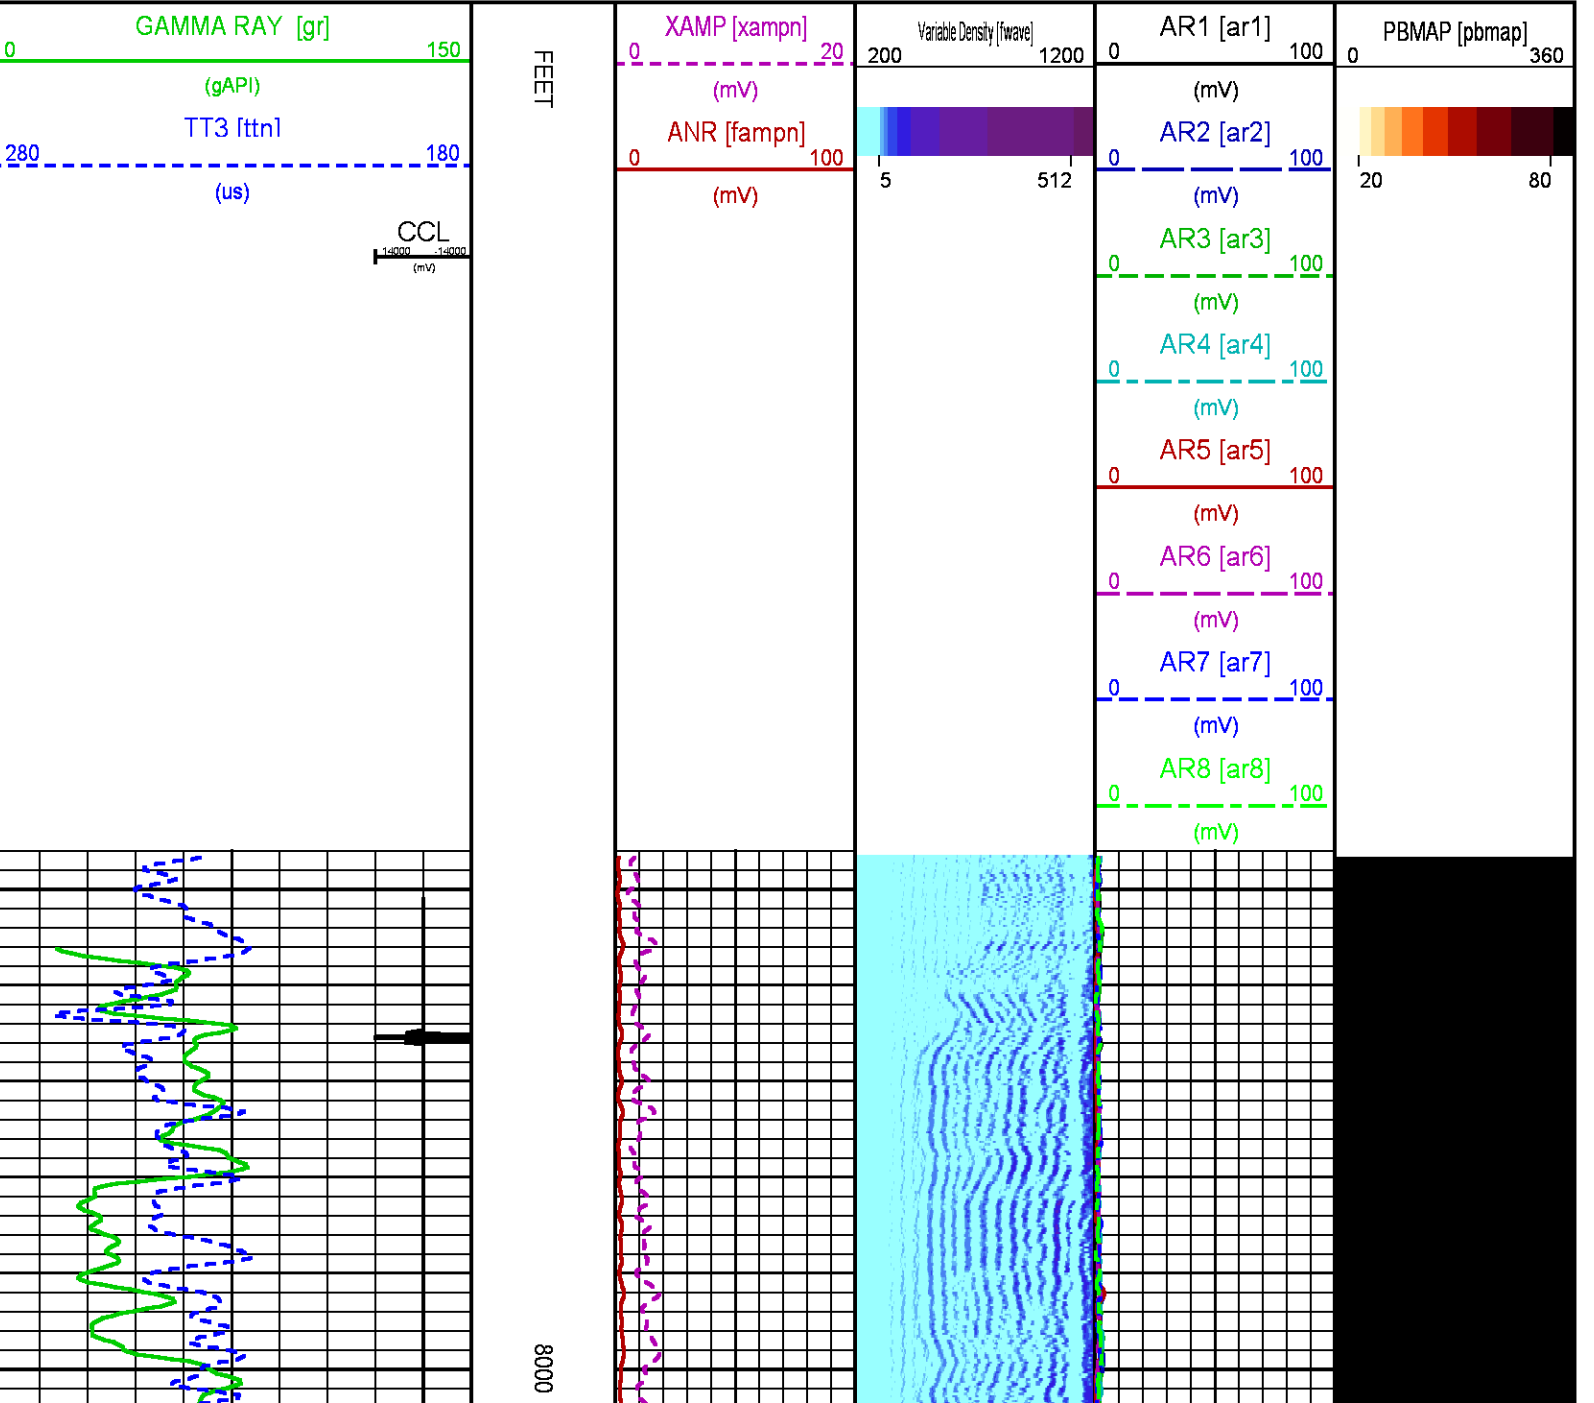 GAMMA RAY [gr]
0 150
(gAPI)
TT3 [ttn]
280 180
(us)
CCL
14000 -14000
(mV)
FEET
8000
XAMP [xampn]
0 20
(mV)
ANR [fampn]
0 100
(mV)
Variable Density [fwave]
200 1200
5 512
AR1 [ar1]
0 100
(mV)
AR2 [ar2]
0 100
(mV)
AR3 [ar3]
0 100
(mV)
AR4 [ar4]
0 100
(mV)
AR5 [ar5]
0 100
(mV)
AR6 [ar6]
0 100
(mV)
AR7 [ar7]
0 100
(mV)
AR8 [ar8]
0 100
(mV)
PBMAP [pbmap]
0 360
20 80